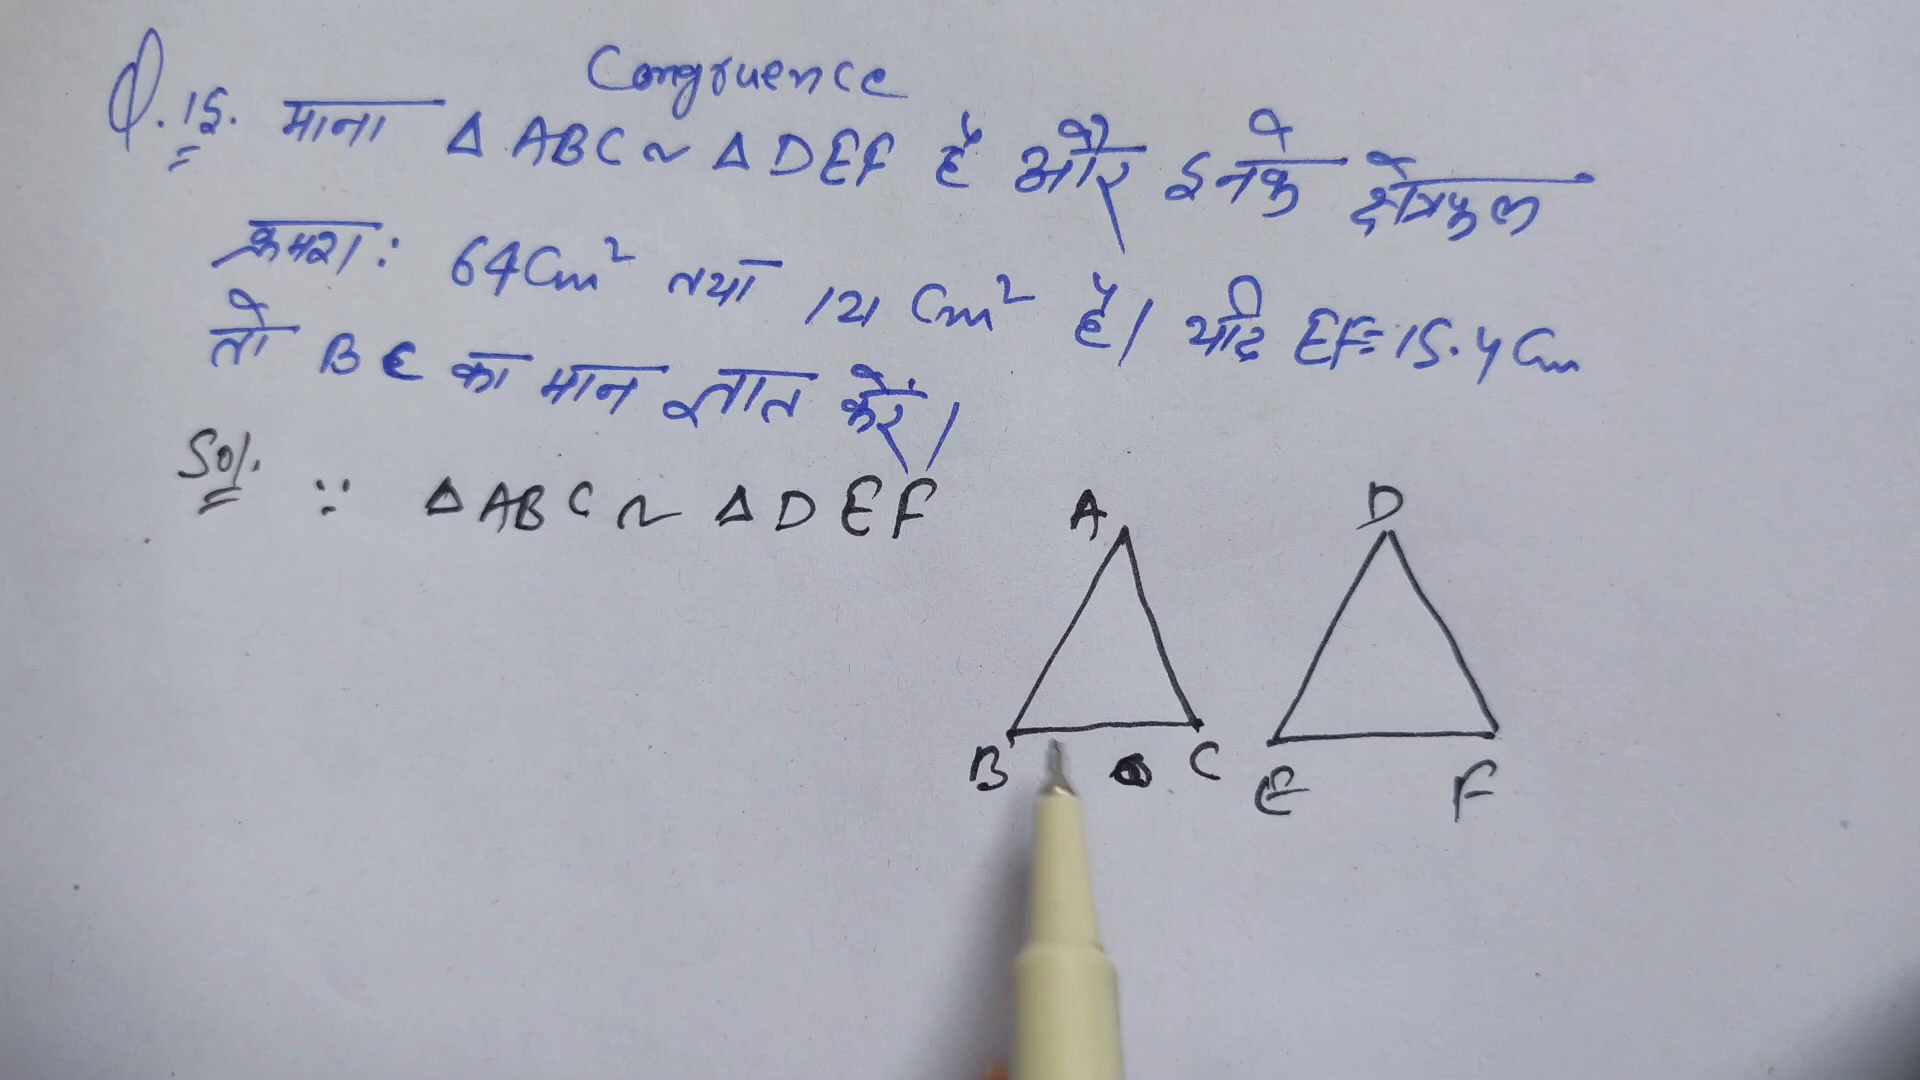 Congruence
Q.15. माना Δ ABC ~ Δ DEF है और इनके क्षेत्रफल
क्रमश: 64 Cm² तथा 121 Cm² है। यदि EF = 15.4 Cm
तो BC का मान ज्ञात करें।
Sol. ∵ Δ ABC ~ Δ DEF
A D
B C E F